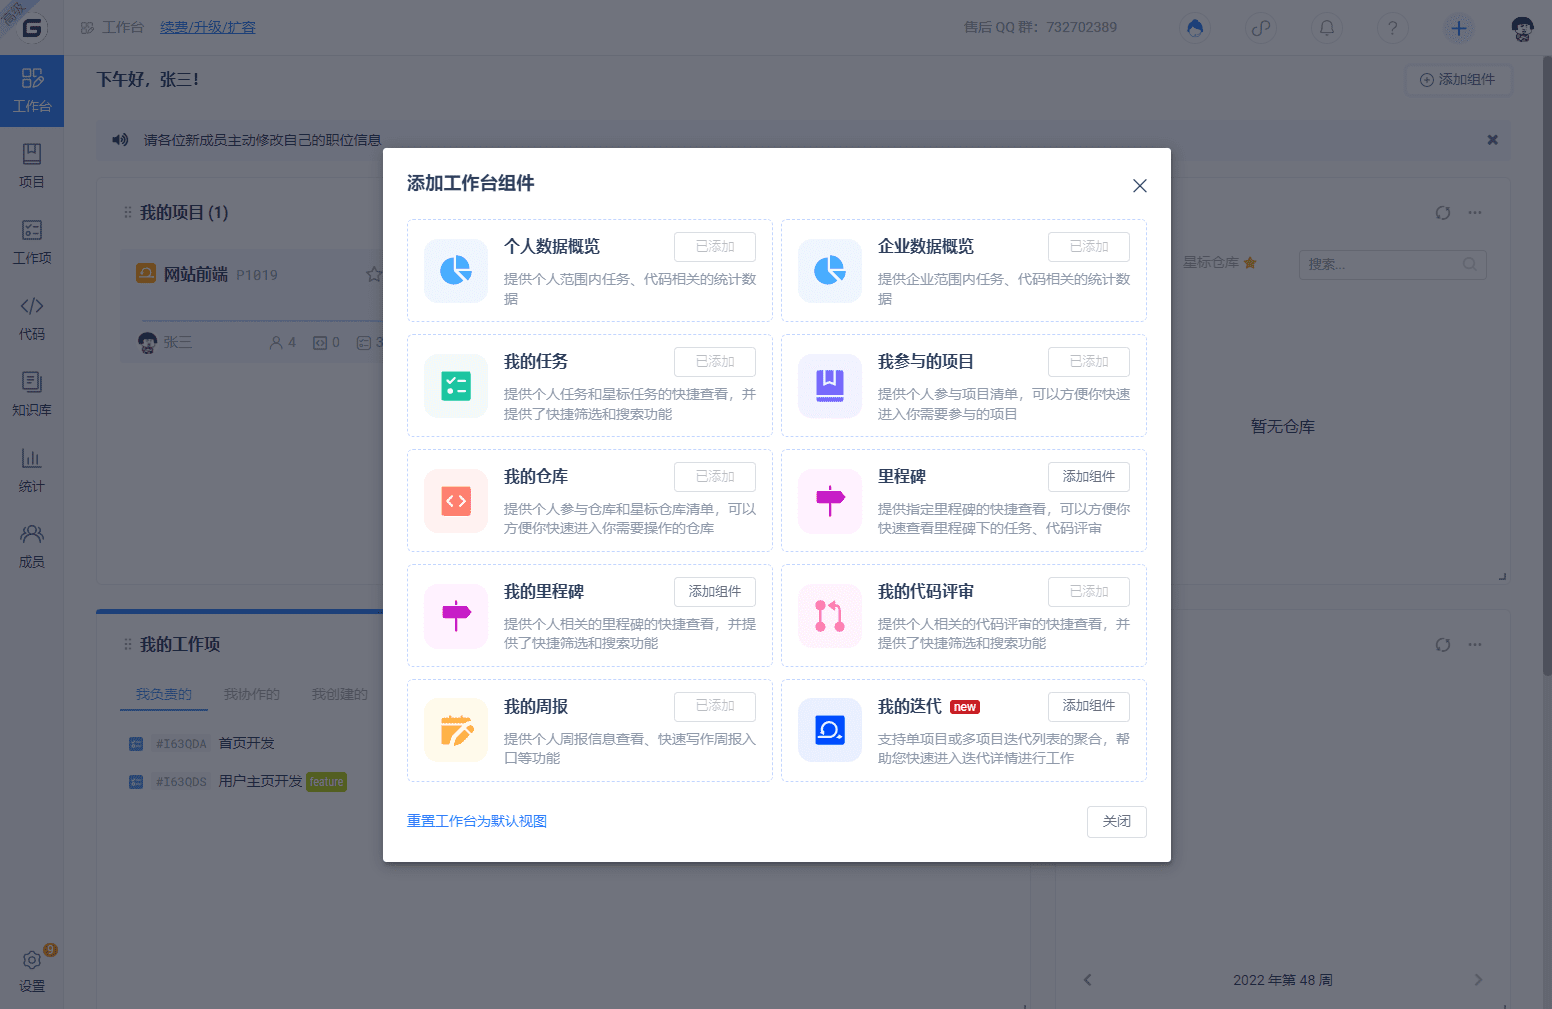 高级
工作台 续费/升级/扩容
售后 QQ 群：732702389
下午好，张三！
添加组件
请各位新成员主动修改自己的职位信息
工作台
项目
工作项
代码
知识库
统计
成员
设置
9
我的项目 (1)
网站前端 P1019
张三
4 0 3
星标仓库
搜索...
暂无仓库
我的工作项
我负责的 我协作的 我创建的
#I63QDA 首页开发
#I63QDS 用户主页开发 feature
2022 年第 48 周
添加工作台组件
个人数据概览 已添加
提供个人范围内任务、代码相关的统计数
据
企业数据概览 已添加
提供企业范围内任务、代码相关的统计数
据
我的任务 已添加
提供个人任务和星标任务的快捷查看，并
提供了快捷筛选和搜索功能
我参与的项目 已添加
提供个人参与项目清单，可以方便你快速
进入你需要参与的项目
我的仓库 已添加
提供个人参与仓库和星标仓库清单，可以
方便你快速进入你需要操作的仓库
里程碑 添加组件
提供指定里程碑的快捷查看，可以方便你
快速查看里程碑下的任务、代码评审
我的里程碑 添加组件
提供个人相关的里程碑的快捷查看，并提
供了快捷筛选和搜索功能
我的代码评审 已添加
提供个人相关的代码评审的快捷查看，并
提供了快捷筛选和搜索功能
我的周报 已添加
提供个人周报信息查看、快速写作周报入
口等功能
我的迭代 new 添加组件
支持单项目或多项目迭代列表的聚合，帮
助您快速进入迭代详情进行工作
重置工作台为默认视图
关闭